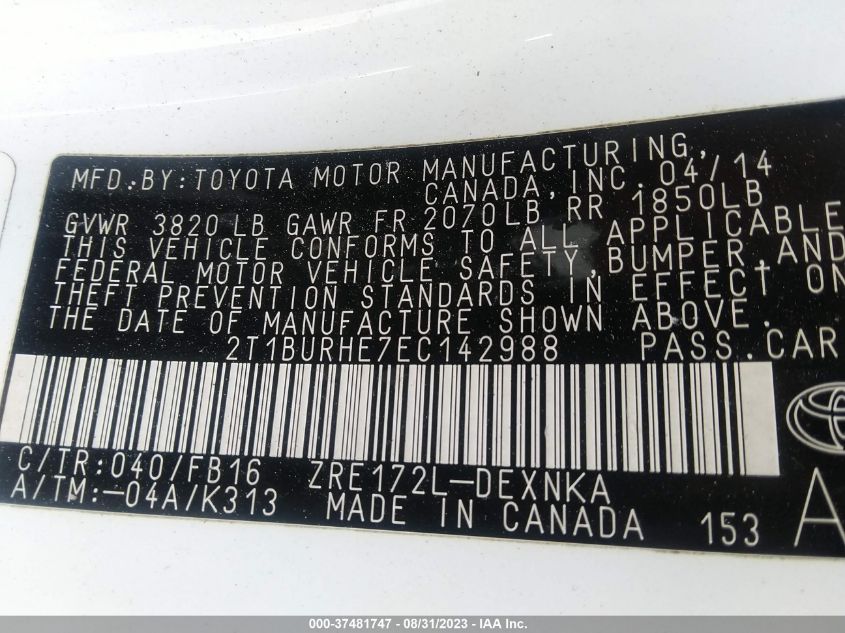 MFD.BY:TOYOTA MOTOR MANUFACTURING,
CANADA, INC. 04/14
GVWR 3820 LB GAWR FR 2070LB RR 1850LB
THIS VEHICLE CONFORMS TO ALL APPLICABLE
FEDERAL MOTOR VEHICLE SAFETY, BUMPER, AND
THEFT PREVENTION STANDARDS IN EFFECT ON
THE DATE OF MANUFACTURE SHOWN ABOVE.
2T1BURHE7EC142988 PASS.CAR
C/TR:040/FB16 ZRE172L-DEXNKA
A/TM:-04A/K313 MADE IN CANADA 153 A
000-37481747 - 08/31/2023 - IAA Inc.